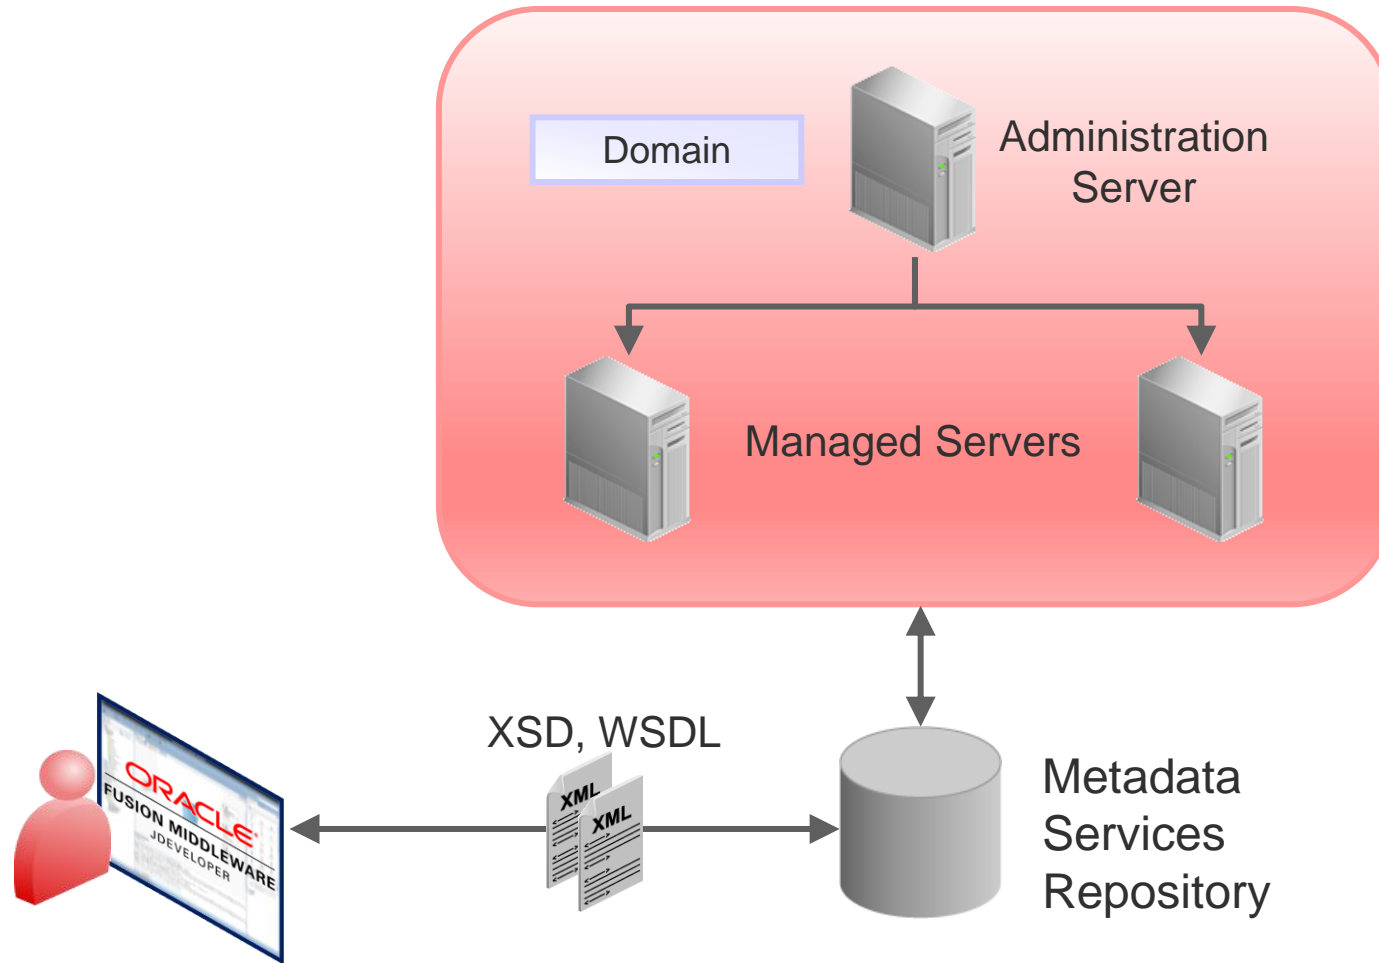 Domain
Administration
Server
Managed Servers
XSD, WSDL
XML
XML
ORACLE
FUSION MIDDLEWARE
JDEVELOPER
Metadata
Services
Repository